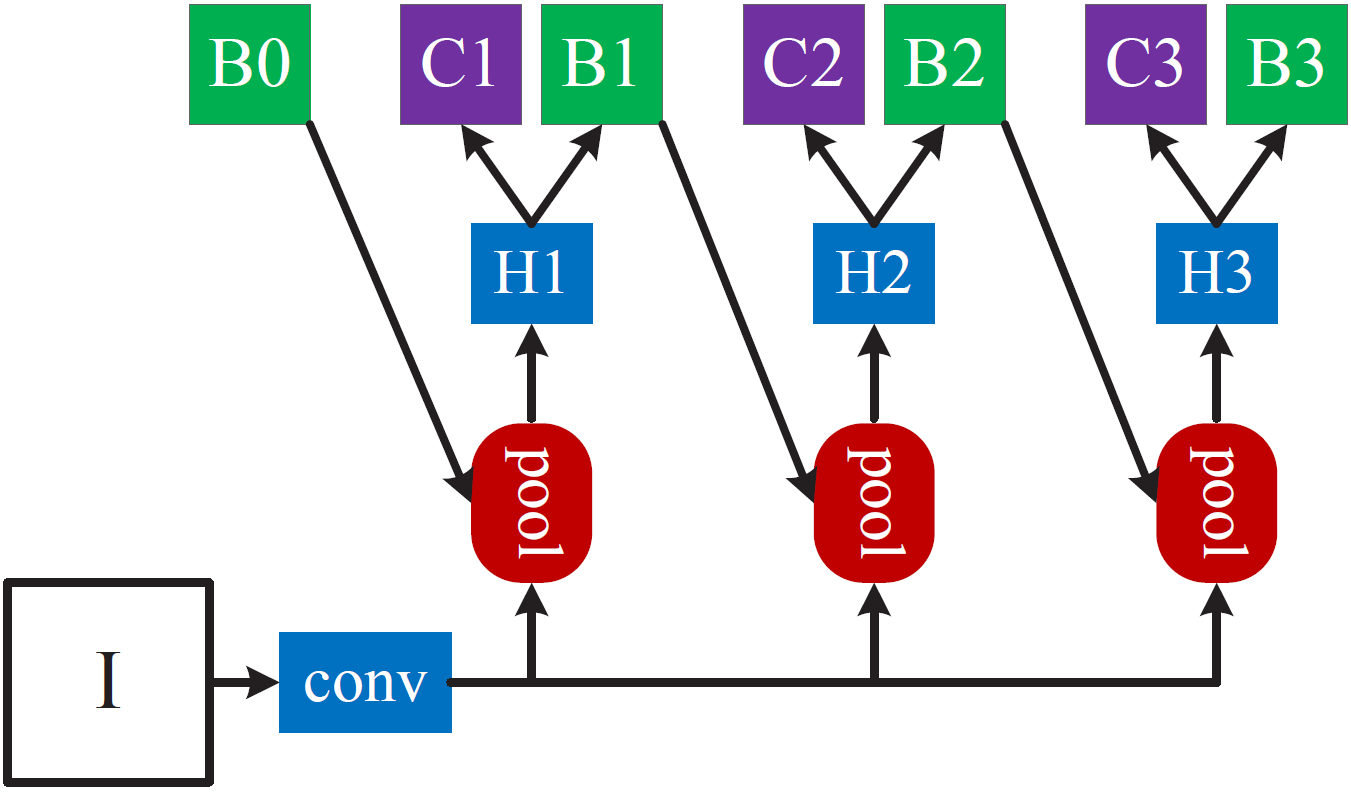 B0 C1 B1 C2 B2 C3 B3
H1 H2 H3
pool pool pool
I conv